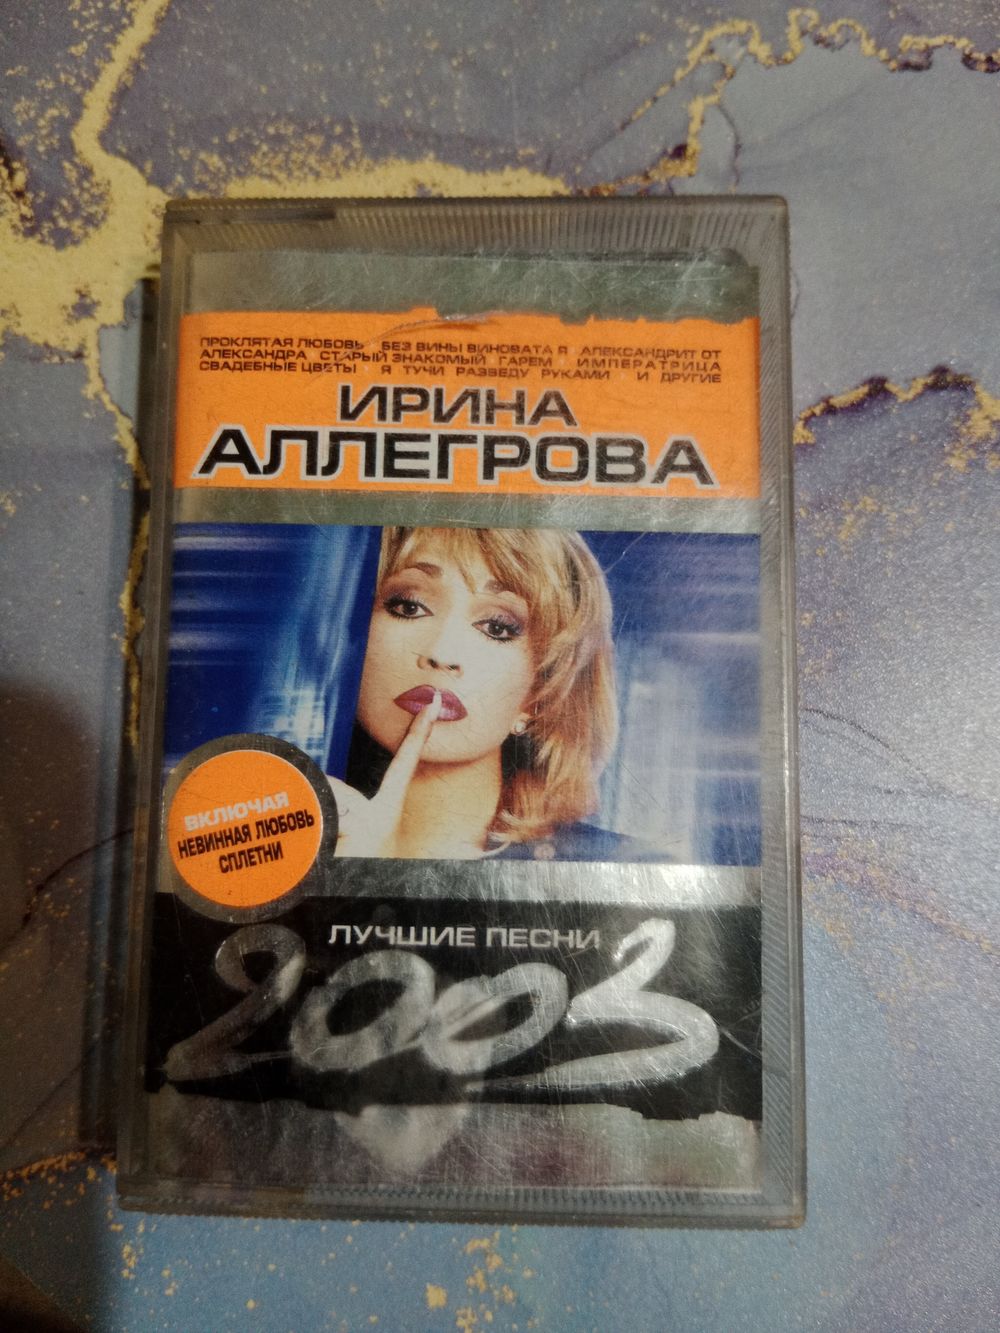 ПРОКЛЯТАЯ ЛЮБОВЬ БЕЗ ВИНЫ ВИНОВАТА Я АЛЕКСАНДРИТ ОТ
АЛЕКСАНДРА СТАРЫЙ ЗНАКОМЫЙ ГАРЕМ ИМПЕРАТРИЦА
СВАДЕБНЫЕ ЦВЕТЫ Я ТУЧИ РАЗВЕДУ РУКАМИ И ДРУГИЕ
ИРИНА
АЛЛЕГРОВА
ВКЛЮЧАЯ
НЕВИННАЯ ЛЮБОВЬ
СПЛЕТНИ
ЛУЧШИЕ ПЕСНИ
2003